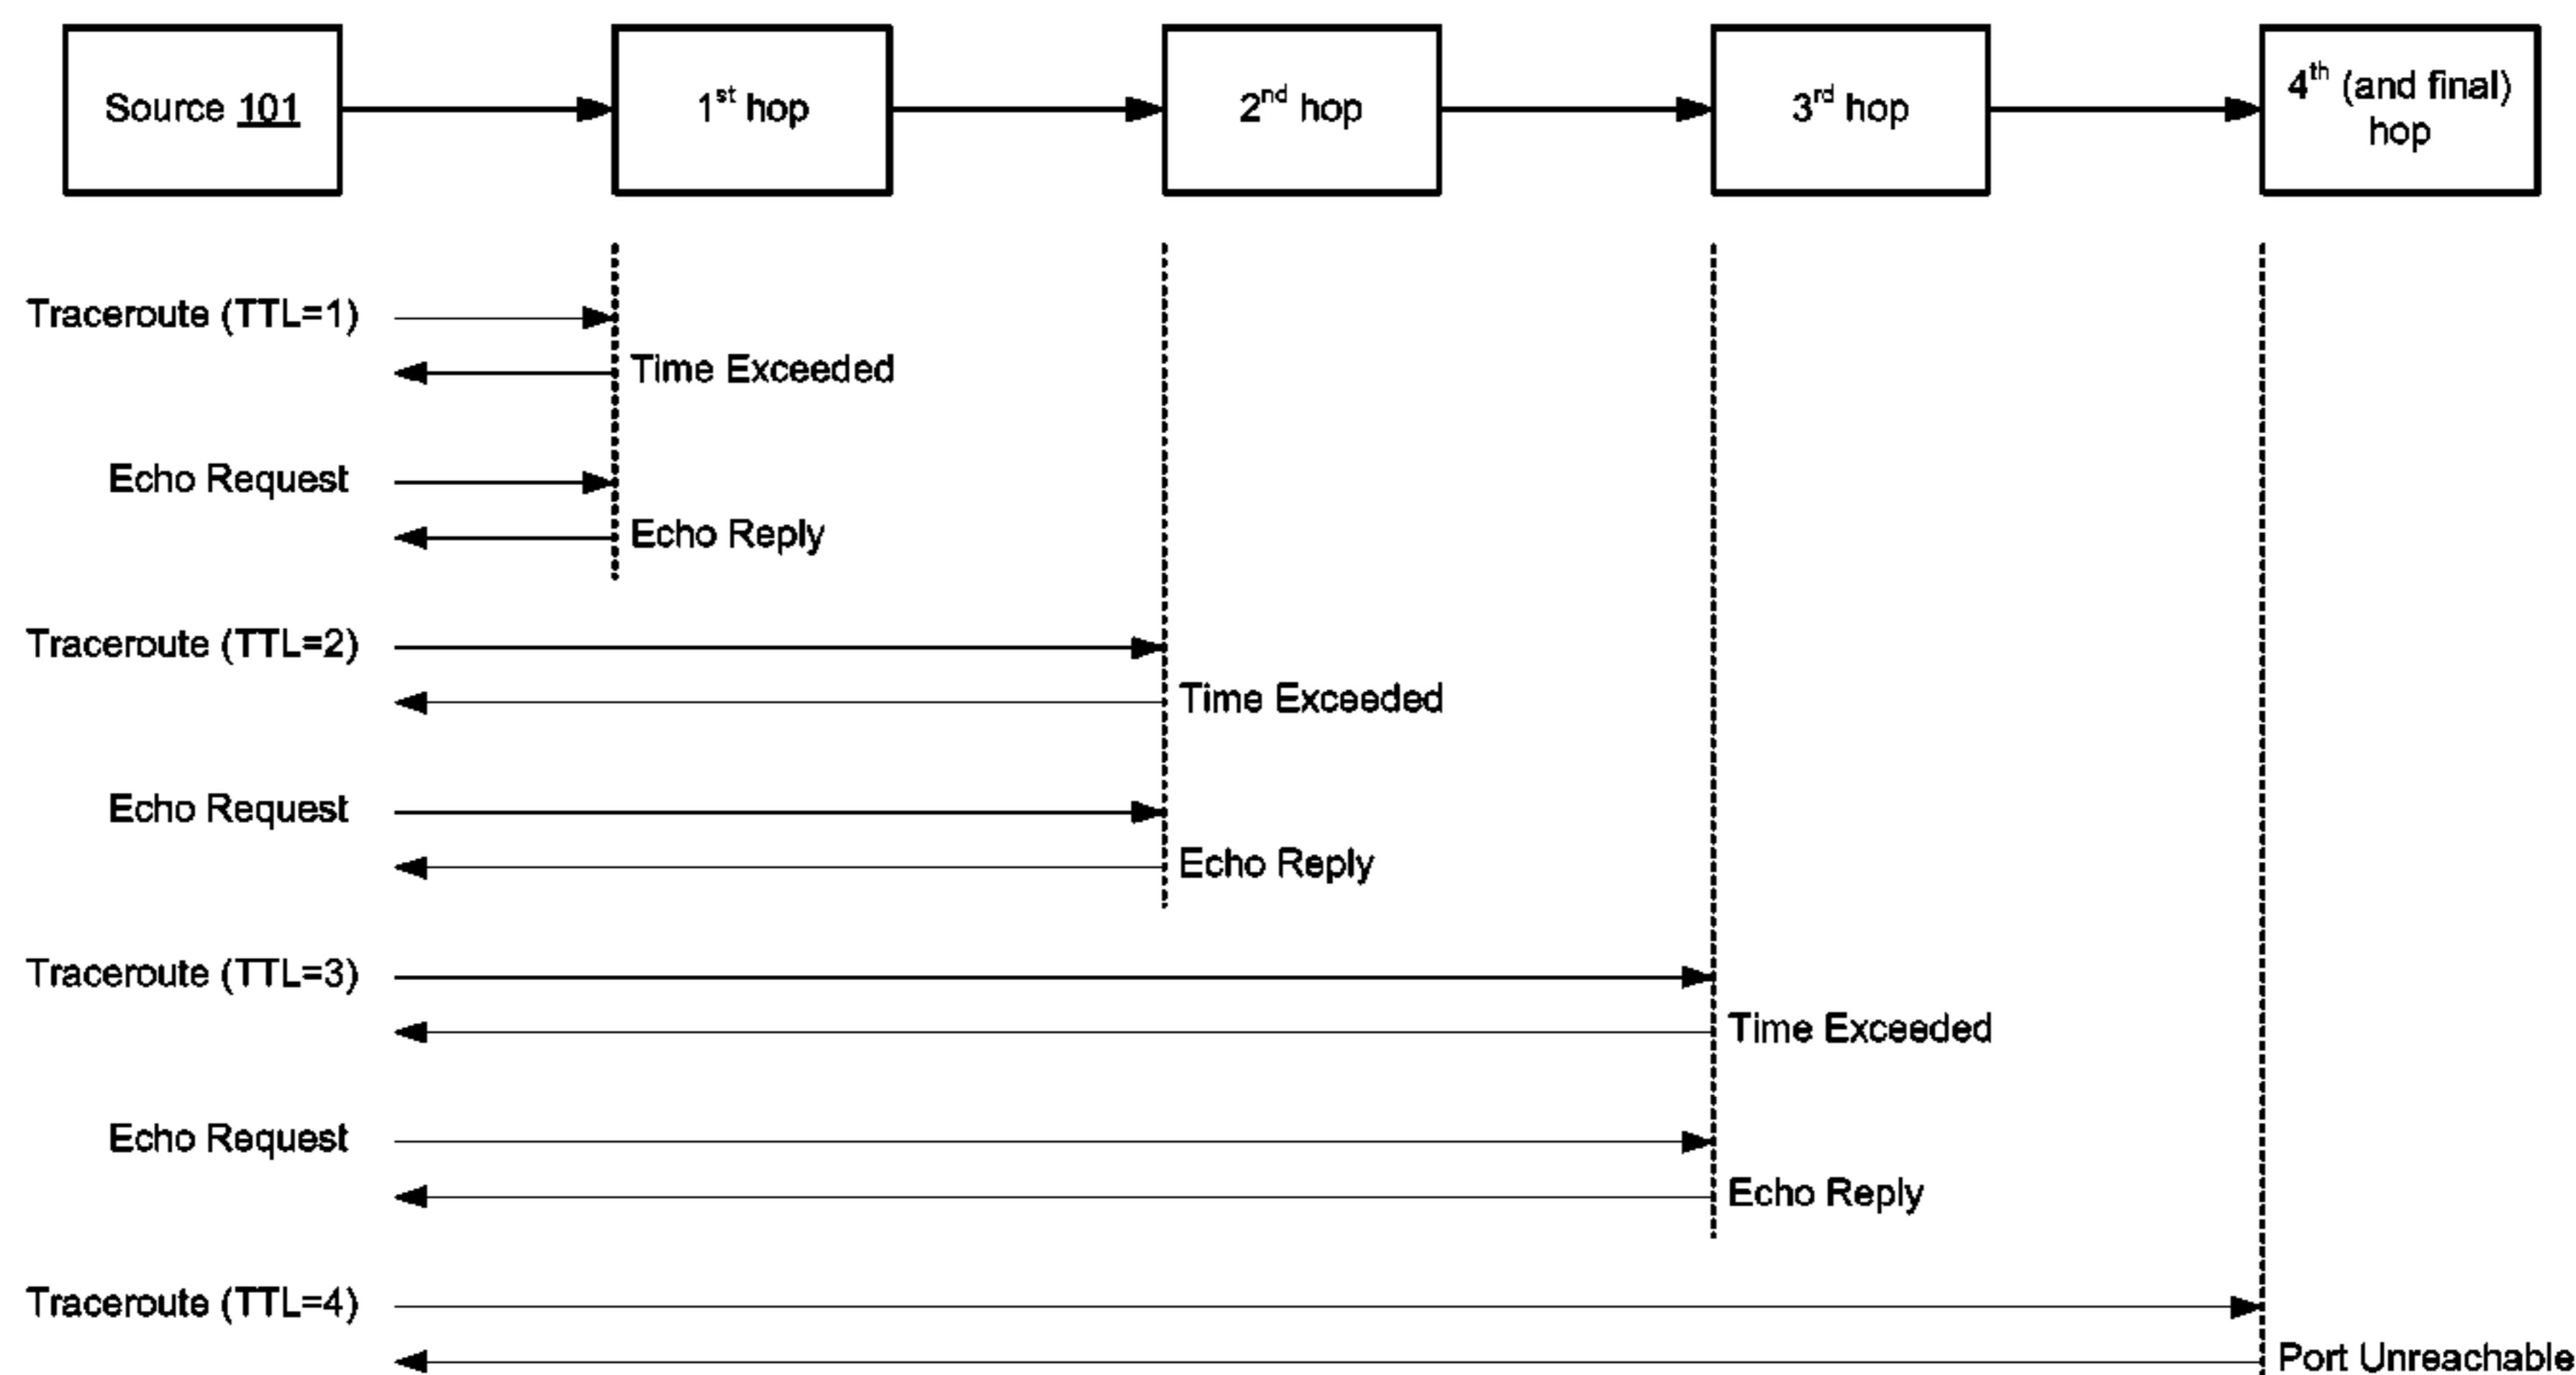 Source 101
1st hop
2nd hop
3rd hop
4th (and final)
hop
Traceroute (TTL=1)
Time Exceeded
Echo Request
Echo Reply
Traceroute (TTL=2)
Time Exceeded
Echo Request
Echo Reply
Traceroute (TTL=3)
Time Exceeded
Echo Request
Echo Reply
Traceroute (TTL=4)
Port Unreachable